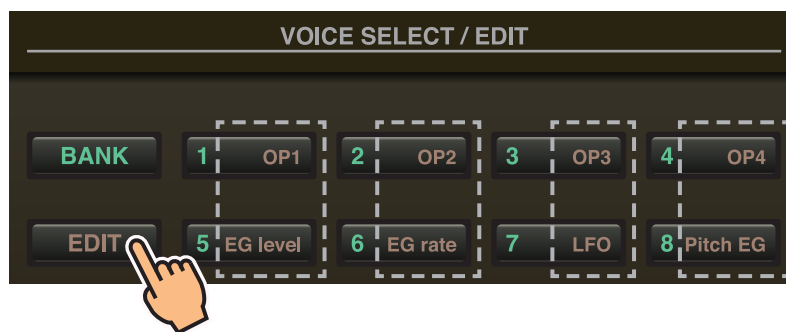 VOICE SELECT / EDIT
BANK 1 OP1 2 OP2 3 OP3 4 OP4
EDIT 5 EG level 6 EG rate 7 LFO 8 Pitch EG